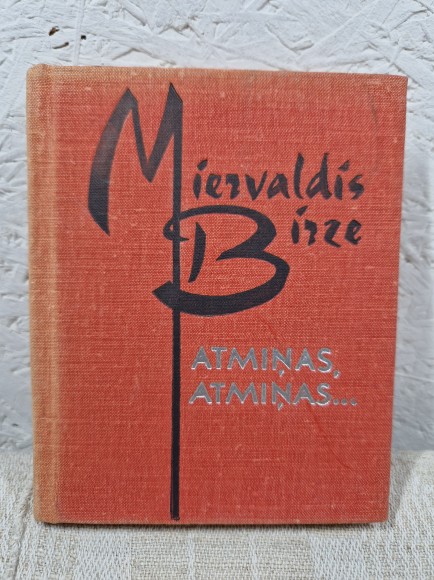 Miervaldis
Birze
ATMIŅAS,
ATMIŅAS...